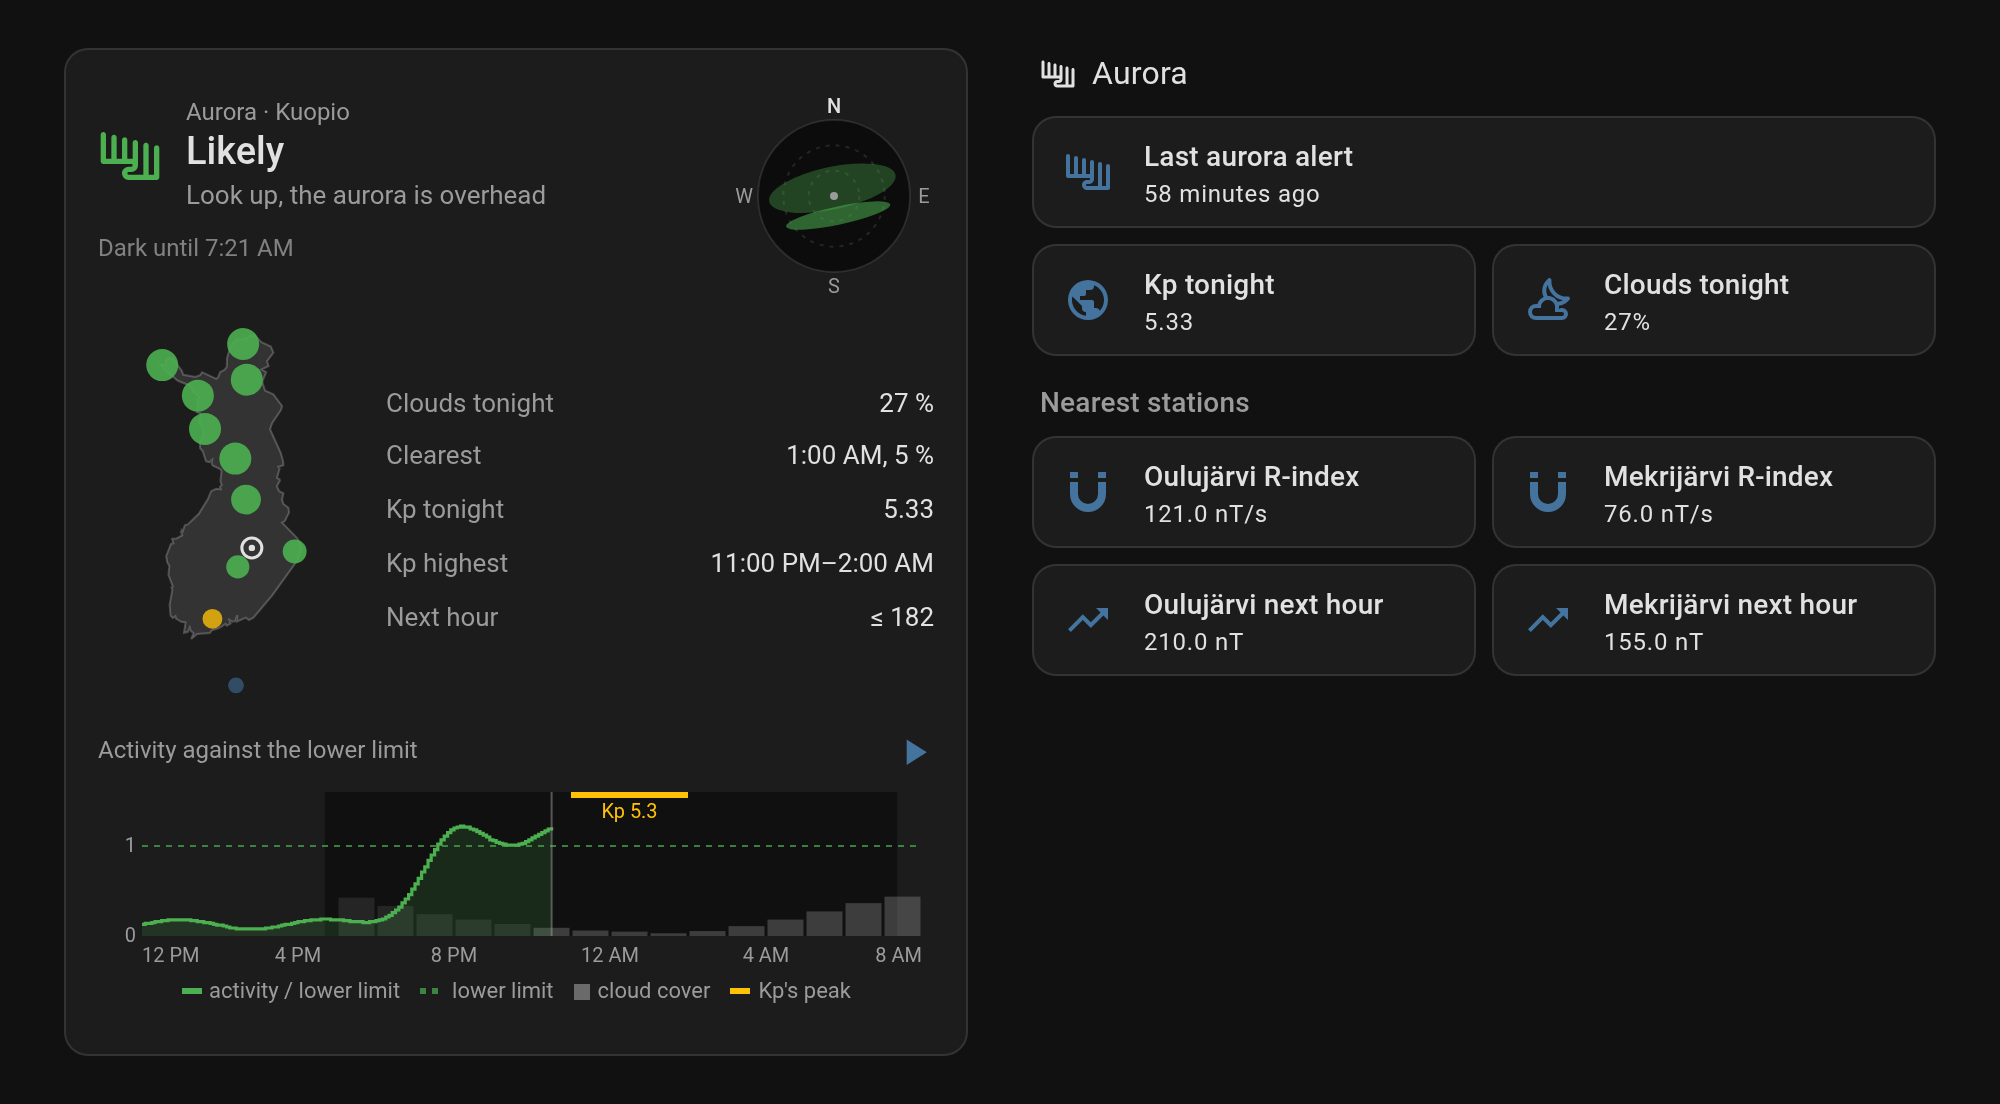 Aurora · Kuopio
Likely
Look up, the aurora is overhead
Dark until 7:21 AM
N
W
E
S
Clouds tonight 27 %
Clearest 1:00 AM, 5 %
Kp tonight 5.33
Kp highest 11:00 PM–2:00 AM
Next hour ≤ 182
Activity against the lower limit
Kp 5.3
1
0
12 PM 4 PM 8 PM 12 AM 4 AM 8 AM
activity / lower limit lower limit cloud cover Kp's peak
Aurora
Last aurora alert
58 minutes ago
Kp tonight
5.33
Clouds tonight
27%
Nearest stations
Oulujärvi R-index
121.0 nT/s
Mekrijärvi R-index
76.0 nT/s
Oulujärvi next hour
210.0 nT
Mekrijärvi next hour
155.0 nT